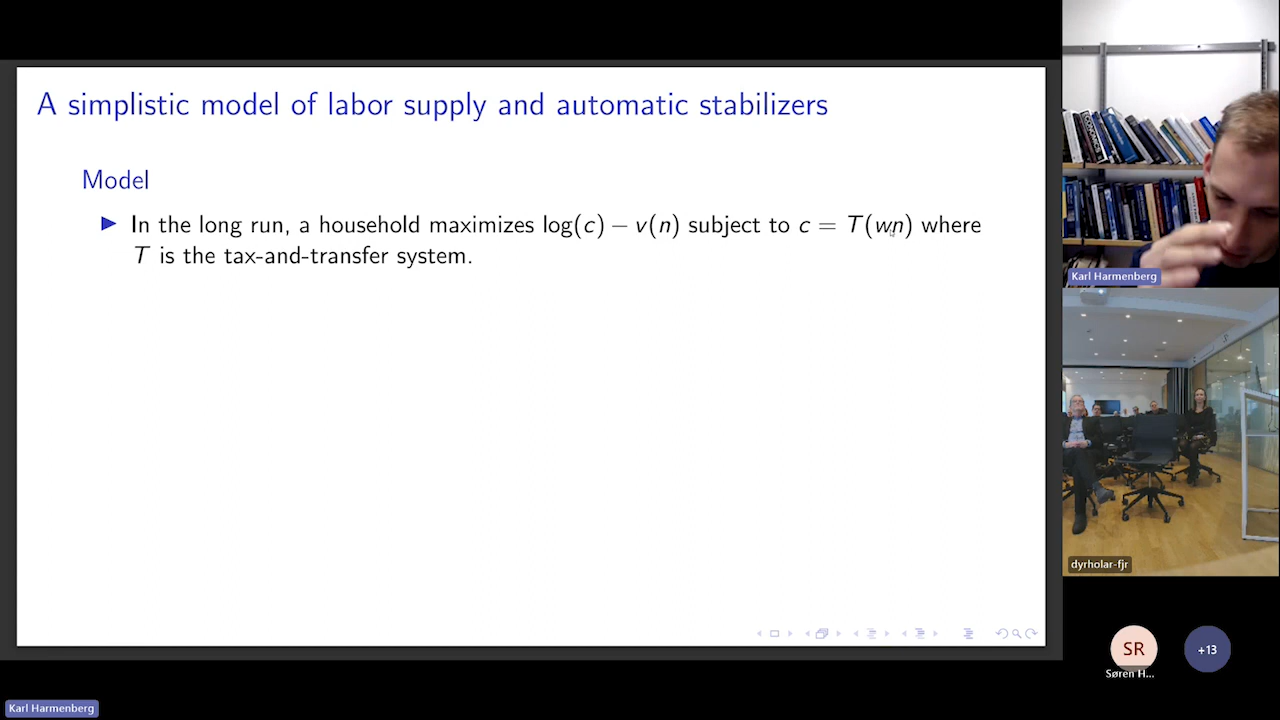 A simplistic model of labor supply and automatic stabilizers
Model
In the long run, a household maximizes log(c) − v(n) subject to c = T(wn) where
T is the tax-and-transfer system.
Karl Harmenberg
dyrholar-fjr
SR
Søren H...
+13
Karl Harmenberg